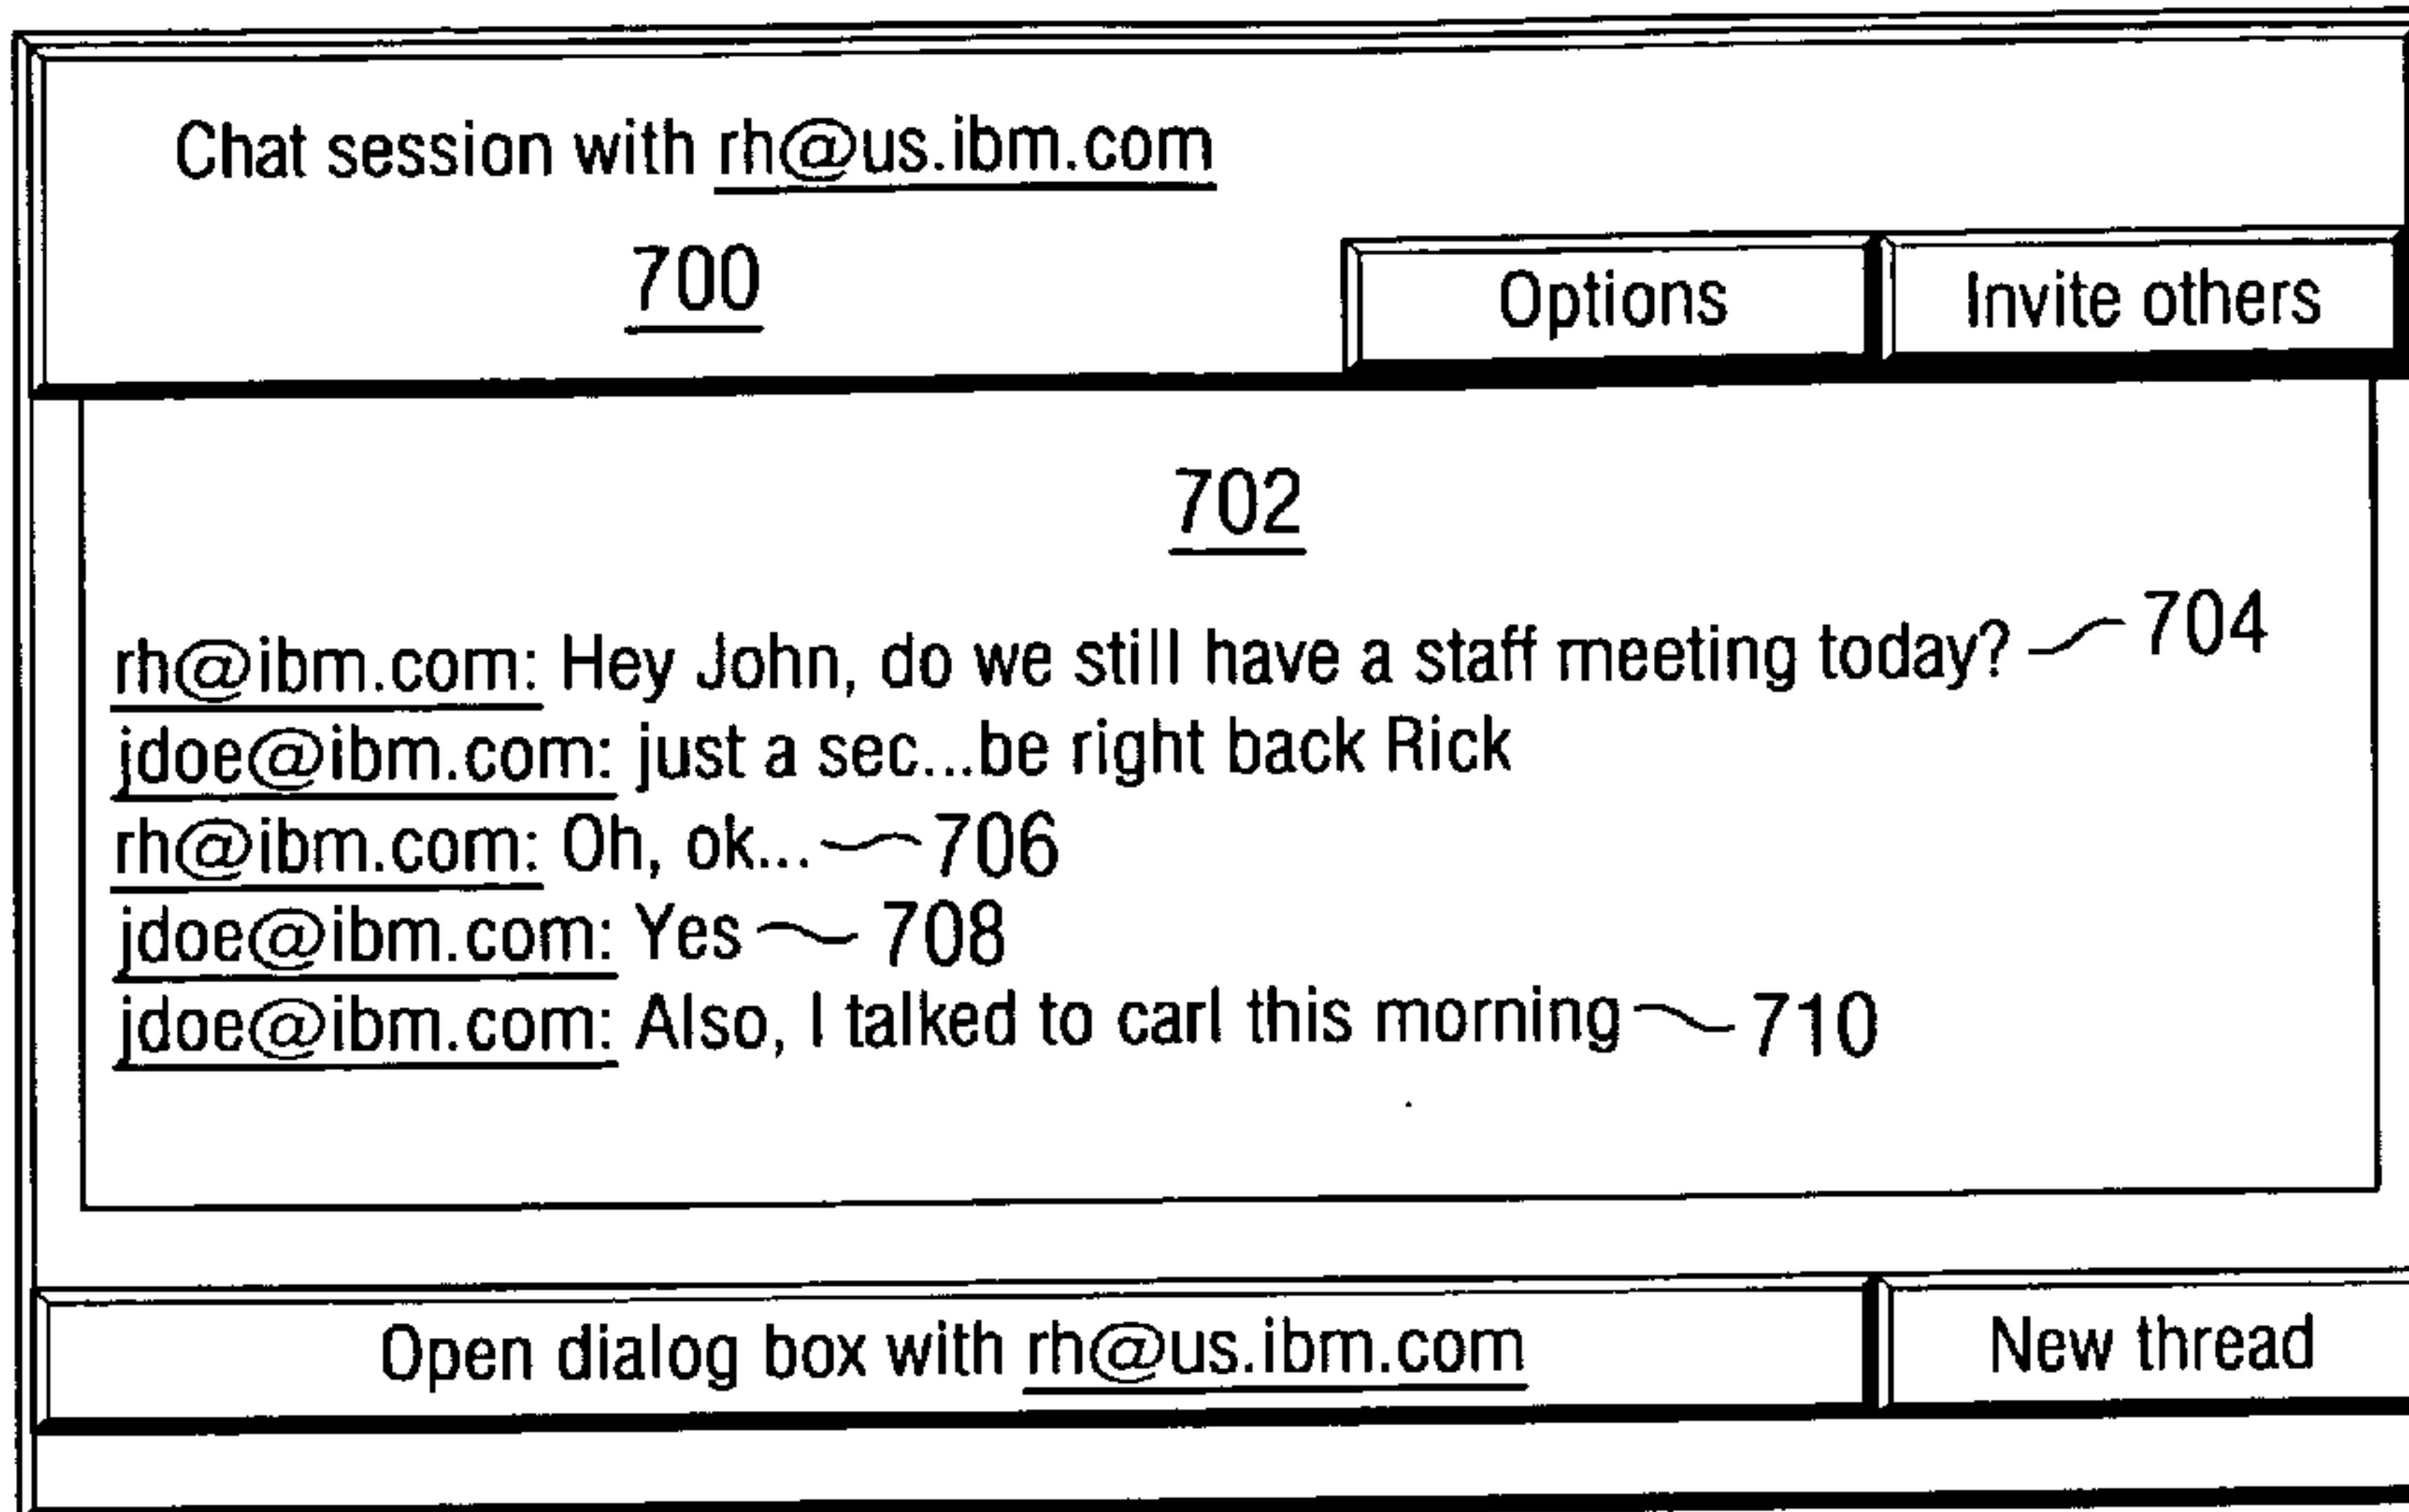 Chat session with rh@us.ibm.com
700
Options
Invite others
702
rh@ibm.com: Hey John, do we still have a staff meeting today? 704
jdoe@ibm.com: just a sec...be right back Rick
rh@ibm.com: Oh, ok... 706
jdoe@ibm.com: Yes 708
jdoe@ibm.com: Also, I talked to carl this morning 710
Open dialog box with rh@us.ibm.com
New thread